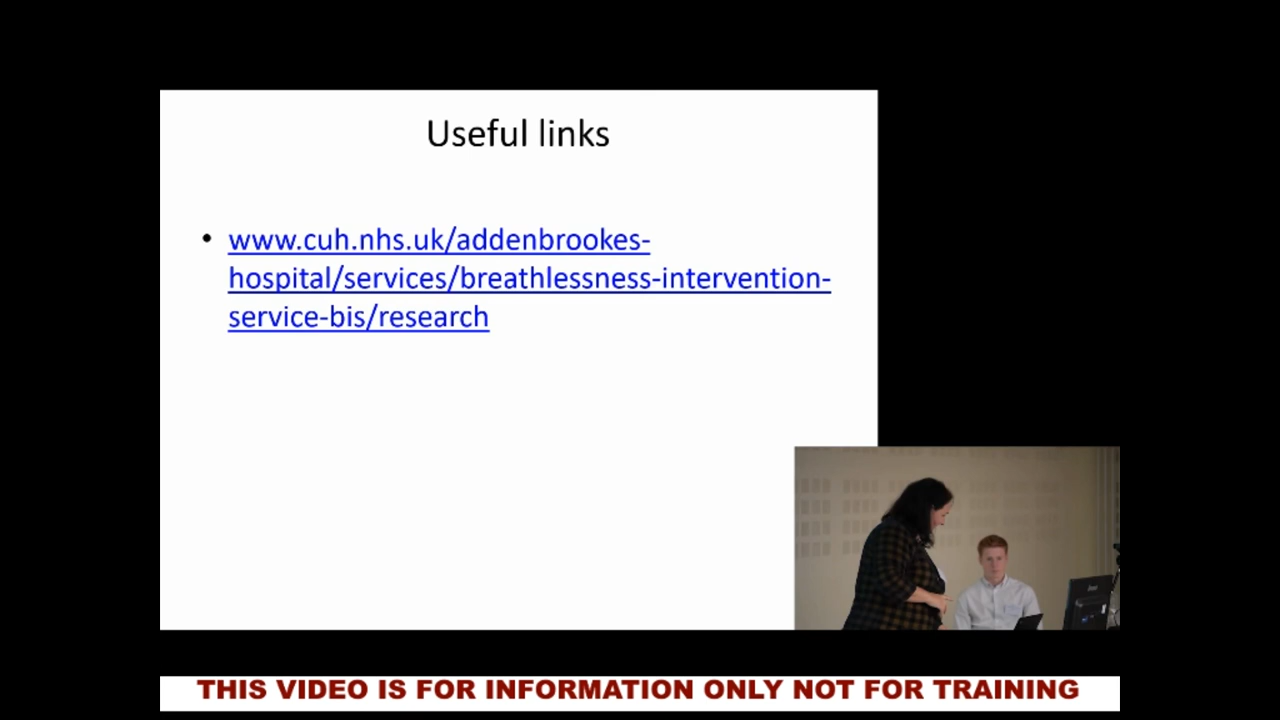 Useful links
• www.cuh.nhs.uk/addenbrookes-
hospital/services/breathlessness-intervention-
service-bis/research
THIS VIDEO IS FOR INFORMATION ONLY NOT FOR TRAINING